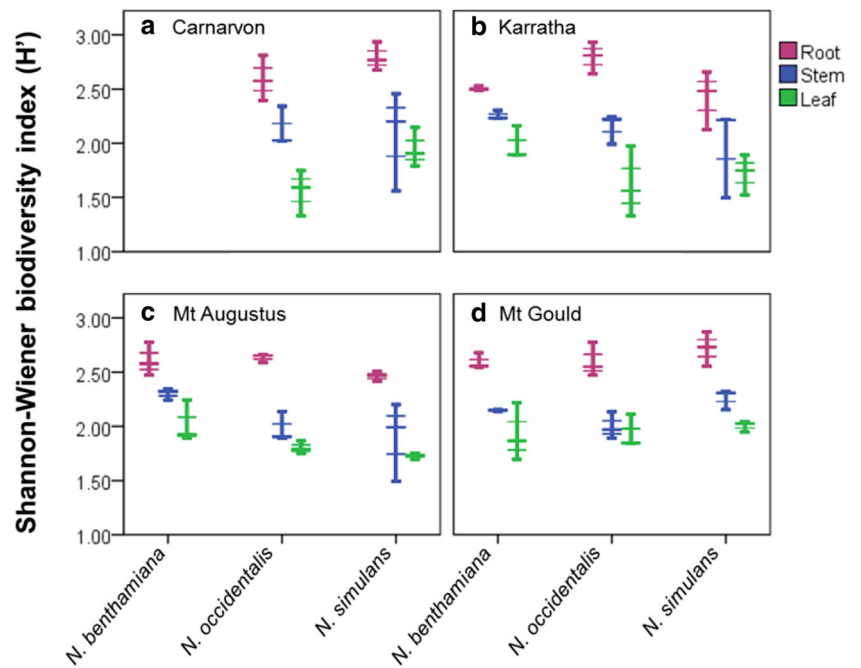 Shannon-Wiener biodiversity index (H')
a Carnarvon
b Karratha
Root
Stem
Leaf
3.00
2.50
2.00
1.50
1.00
c Mt Augustus
d Mt Gould
3.00
2.50
2.00
1.50
1.00
N. benthamiana
N. occidentalis
N. simulans
N. benthamiana
N. occidentalis
N. simulans